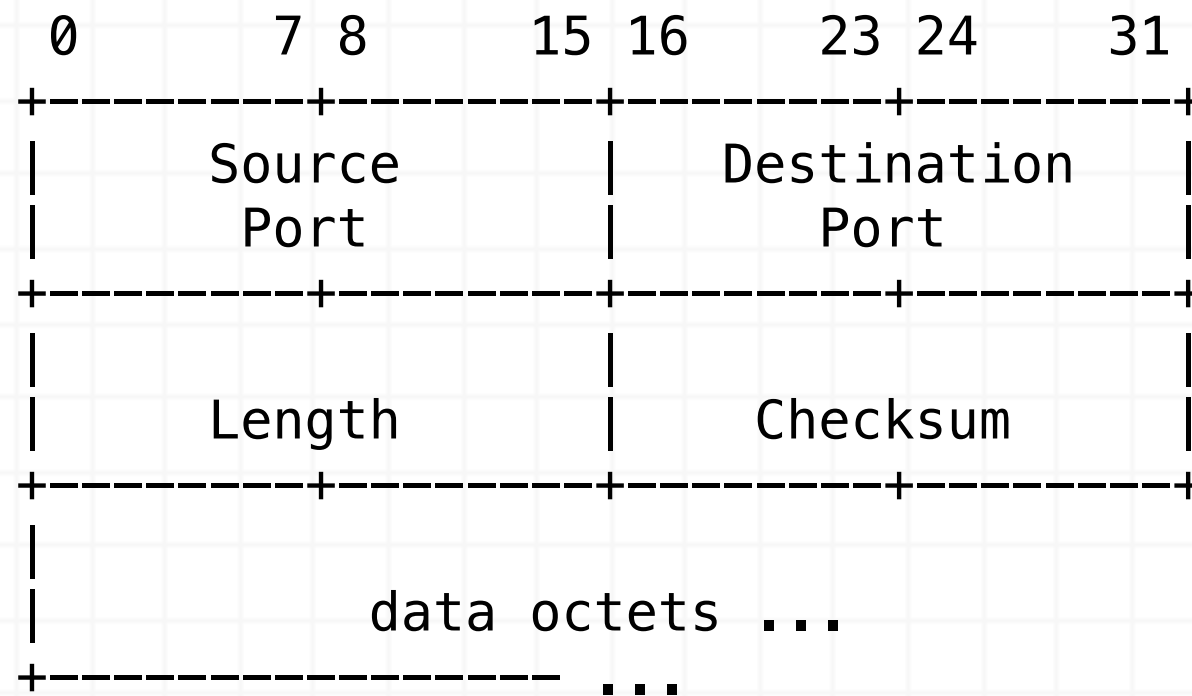 0      7 8     15 16    23 24    31
+--------+--------+--------+--------+
|     Source      |   Destination   |
|      Port       |      Port       |
+--------+--------+--------+--------+
|                 |                 |
|     Length      |    Checksum     |
+--------+--------+--------+--------+
|
|          data octets ...
+---------------- ...